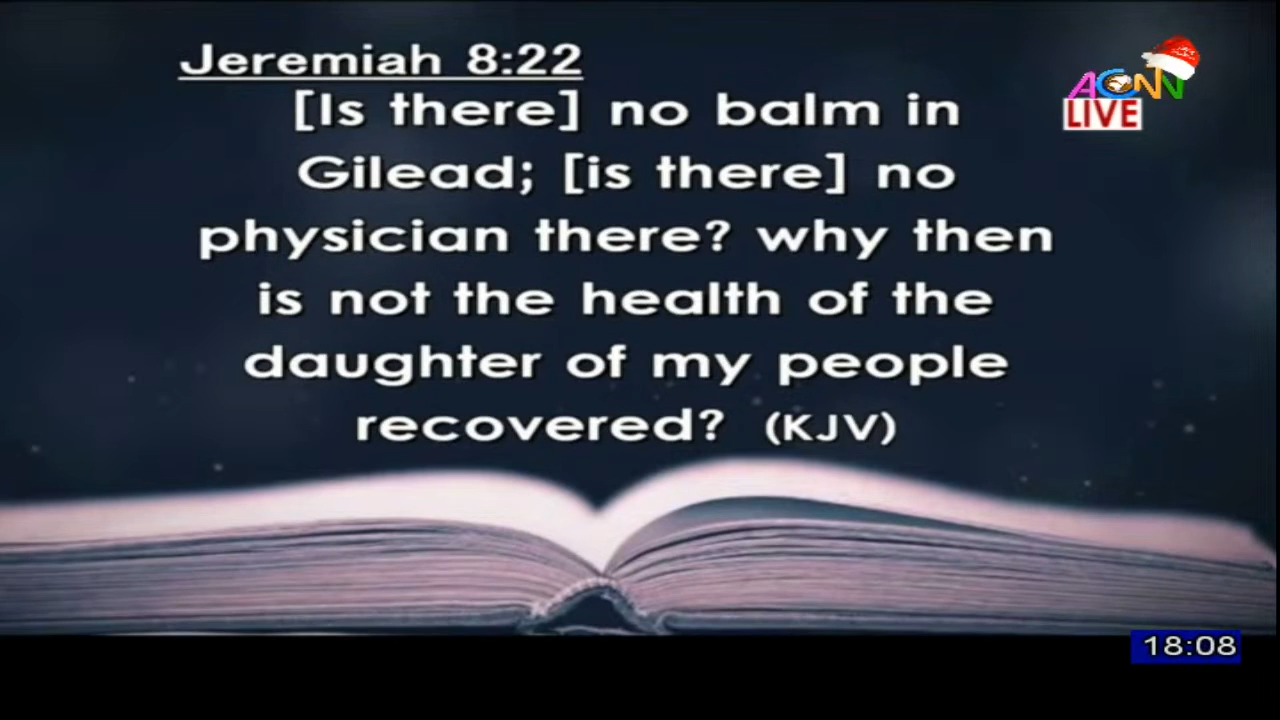 Jeremiah 8:22
[Is there] no balm in
Gilead; [is there] no
physician there? why then
is not the health of the
daughter of my people
recovered? (KJV)
ACNN
LIVE
18:08